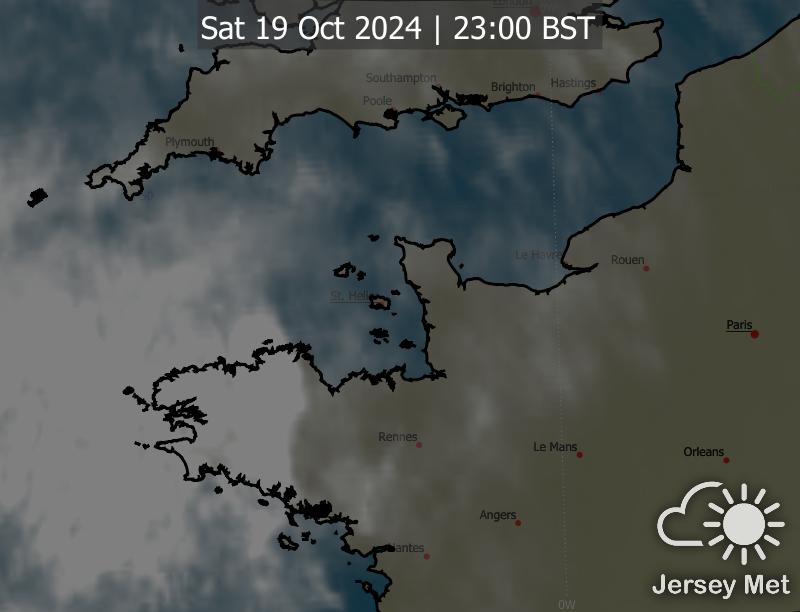 London
Sat 19 Oct 2024 | 23:00 BST
Southampton
Brighton
Hastings
Poole
Plymouth
Le Havre
Rouen
St. Helier
Paris
Rennes
Le Mans
Orleans
Angers
Nantes
0W
Jersey Met